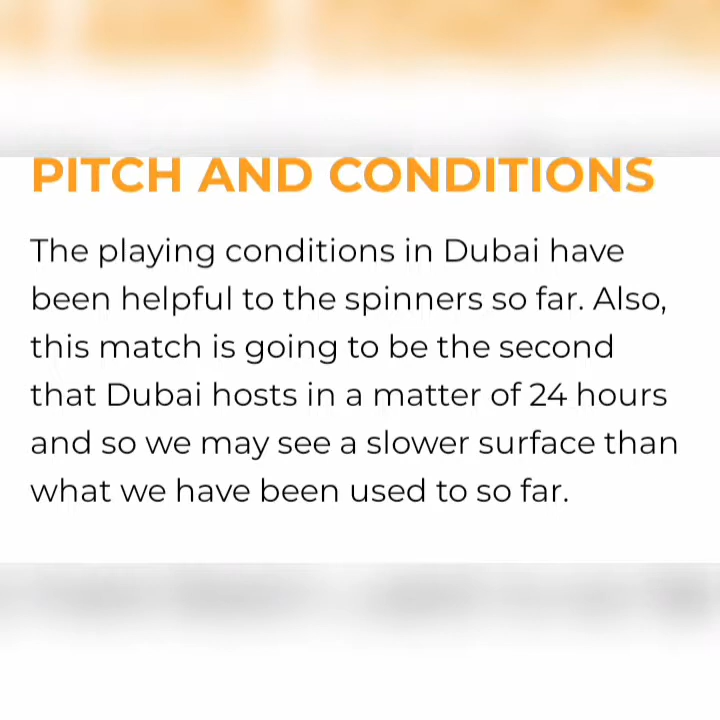 PITCH AND CONDITIONS
The playing conditions in Dubai have
been helpful to the spinners so far. Also,
this match is going to be the second
that Dubai hosts in a matter of 24 hours
and so we may see a slower surface than
what we have been used to so far.